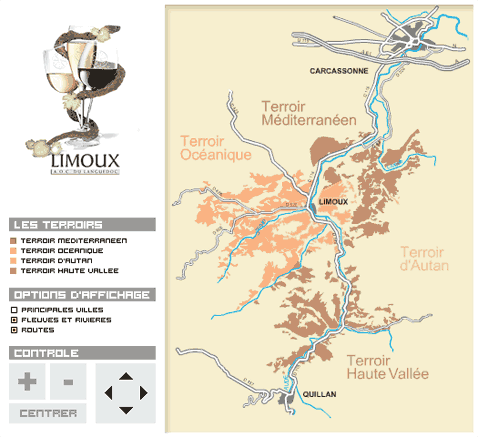 LIMOUX
A.O.C. DU LANGUEDOC
LES TERROIRS
TERROIR MEDITERRANEEN
TERROIR OCEANIQUE
TERROIR D'AUTAN
TERROIR HAUTE VALLEE
OPTIONS D'AFFICHAGE
PRINCIPALES VILLES
FLEUVES ET RIVIERES
ROUTES
CONTROLE
+ -
CENTRER
CARCASSONNE
Terroir
Méditerranéen
Terroir
Océanique
LIMOUX
Terroir
d'Autan
Terroir
Haute Vallée
QUILLAN